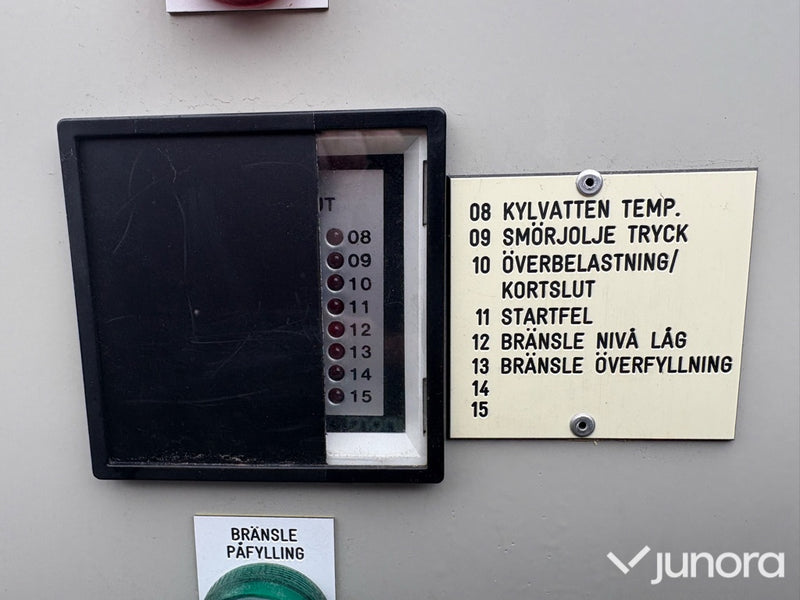 08
09
10
11
12
13
14
15
08 KYLVATTEN TEMP.
09 SMÖRJOLJE TRYCK
10 ÖVERBELASTNING/
KORTSLUT
11 STARTFEL
12 BRÄNSLE NIVÅ LÅG
13 BRÄNSLE ÖVERFYLLNING
14
15
BRÄNSLE
PÅFYLLING
junora